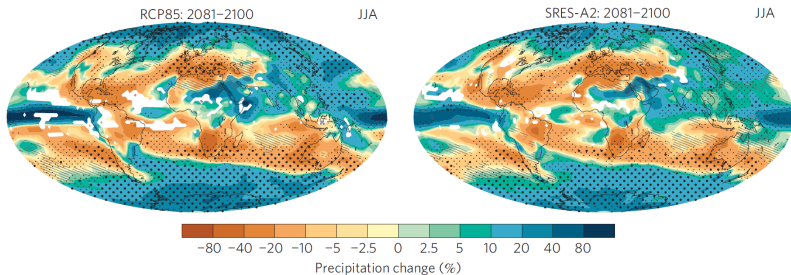 RCP85: 2081–2100 JJA
SRES-A2: 2081–2100 JJA
−80 −40 −20 −10 −5 −2.5 0 2.5 5 10 20 40 80
Precipitation change (%)